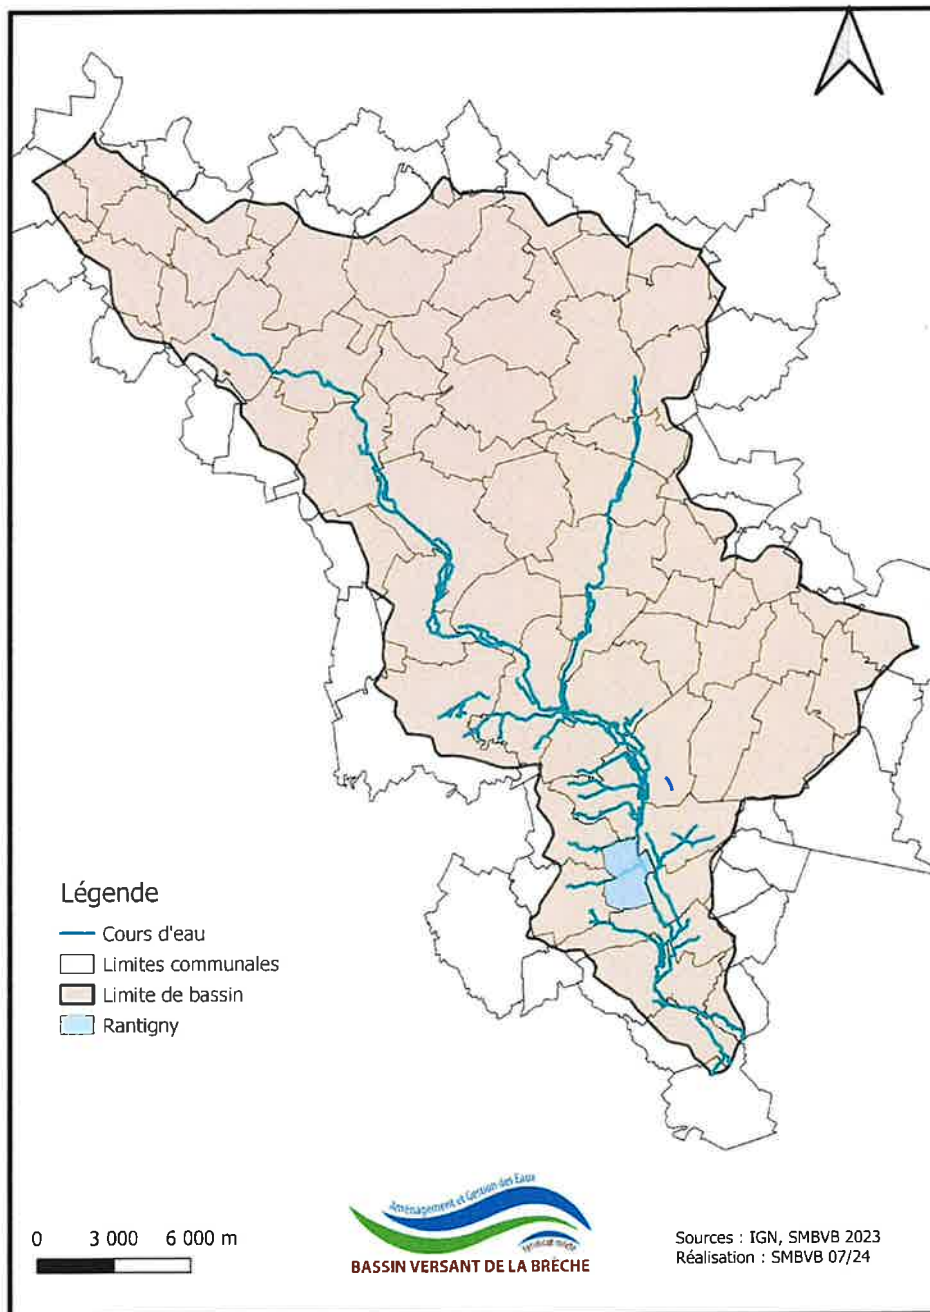 Légende
Cours d'eau
Limites communales
Limite de bassin
Rantigny
0 3 000 6 000 m
Aménagement et Gestion des Eaux
BASSIN VERSANT DE LA BRÈCHE
Sources : IGN, SMBVB 2023
Réalisation : SMBVB 07/24